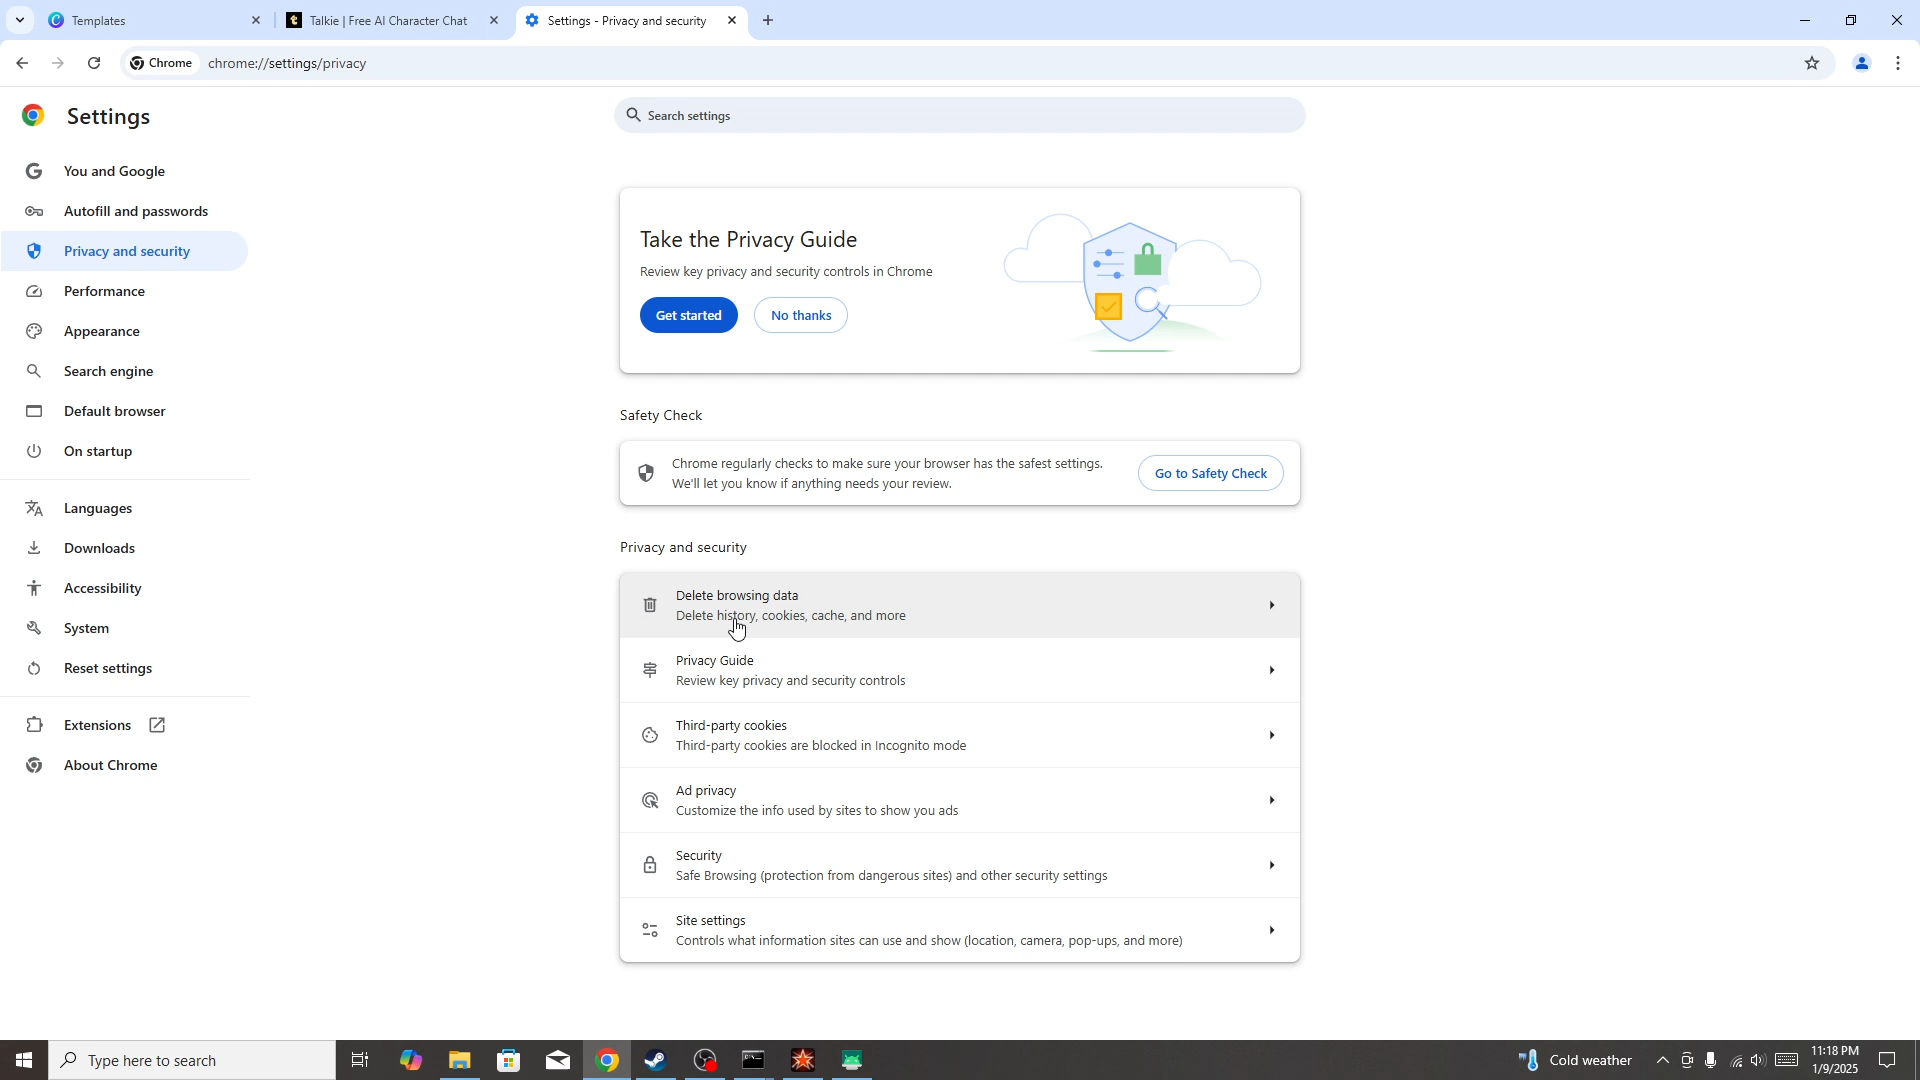 Templates
Talkie | Free AI Character Chat
Settings - Privacy and security
Chrome
chrome://settings/privacy
Settings
Search settings
You and Google
Autofill and passwords
Privacy and security
Performance
Appearance
Search engine
Default browser
On startup
Languages
Downloads
Accessibility
System
Reset settings
Extensions
About Chrome
Take the Privacy Guide
Review key privacy and security controls in Chrome
Get started
No thanks
Safety Check
Chrome regularly checks to make sure your browser has the safest settings.
We'll let you know if anything needs your review.
Go to Safety Check
Privacy and security
Delete browsing data
Delete history, cookies, cache, and more
Privacy Guide
Review key privacy and security controls
Third-party cookies
Third-party cookies are blocked in Incognito mode
Ad privacy
Customize the info used by sites to show you ads
Security
Safe Browsing (protection from dangerous sites) and other security settings
Site settings
Controls what information sites can use and show (location, camera, pop-ups, and more)
Type here to search
Cold weather
11:18 PM
1/9/2025